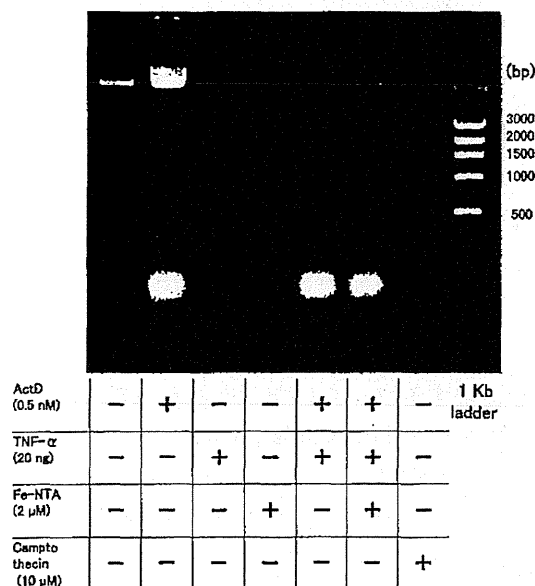 (bp)
3000
2000
1500
1000
500
ActD
(0.5 nM)
− + − − + + −
1 Kb
ladder
TNF-α
(20 ng)
− − + − + + −
Fe-NTA
(2 μM)
− − − + − + −
Campto
thecin
(10 μM)
− − − − − − +